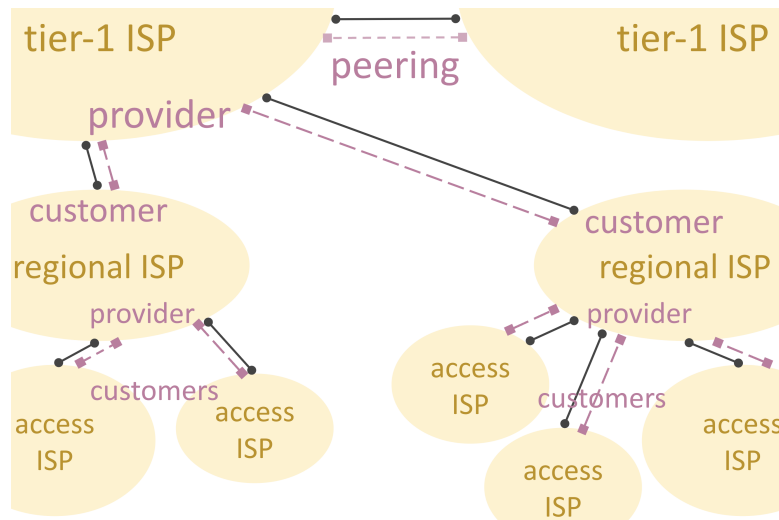 tier-1 ISP
tier-1 ISP
peering
provider
customer
customer
regional ISP
regional ISP
provider
provider
customers
customers
access
ISP
access
ISP
access
ISP
access
ISP
access
ISP